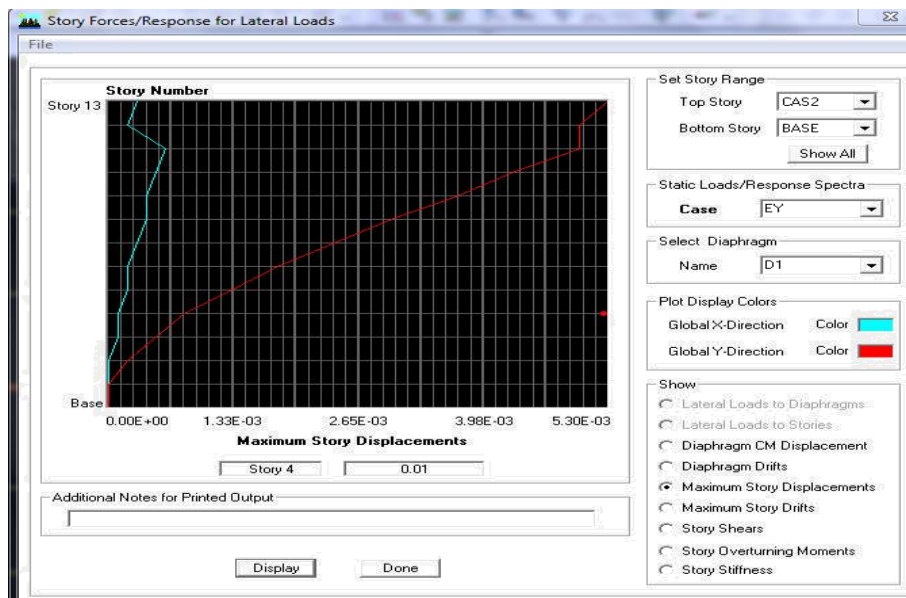 Story Forces/Response for Lateral Loads
File
Story Number
Story 13
Base
0.00E+00 1.33E-03 2.65E-03 3.98E-03 5.30E-03
Maximum Story Displacements
Story 4 0.01
Additional Notes for Printed Output
Display Done
Set Story Range
Top Story CAS2
Bottom Story BASE
Show All
Static Loads/Response Spectra
Case EY
Select Diaphragm
Name D1
Plot Display Colors
Global X-Direction Color
Global Y-Direction Color
Show
Lateral Loads to Diaphragms
Lateral Loads to Stories
Diaphragm CM Displacement
Diaphragm Drifts
Maximum Story Displacements
Maximum Story Drifts
Story Shears
Story Overturning Moments
Story Stiffness